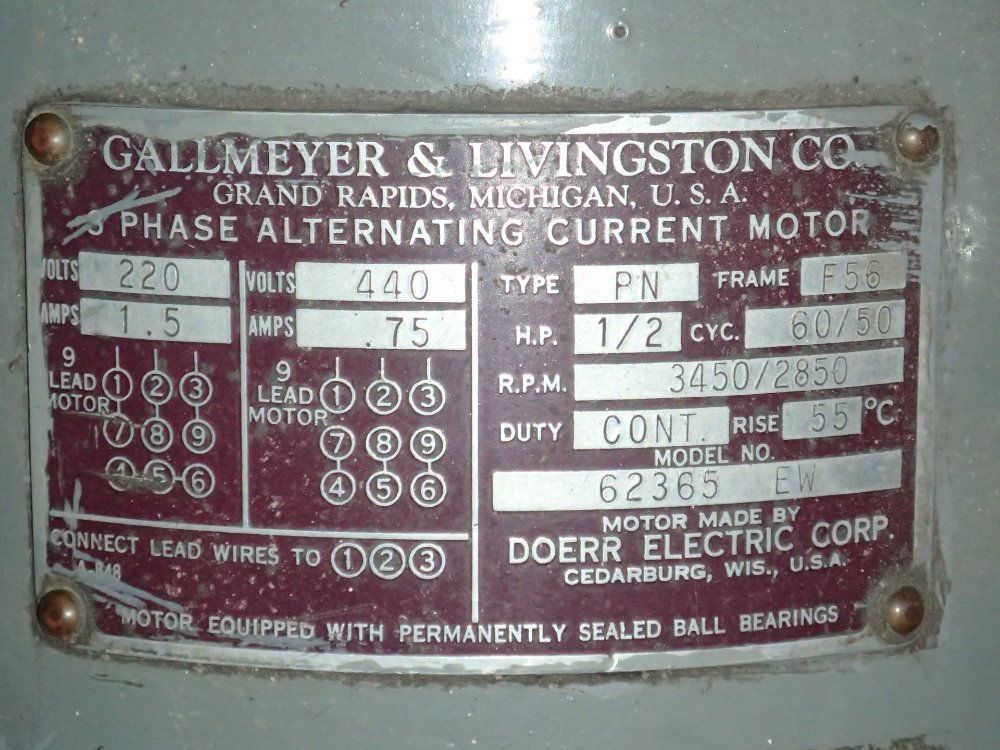 GALLMEYER & LIVINGSTON CO.
GRAND RAPIDS, MICHIGAN, U. S. A.
3 PHASE ALTERNATING CURRENT MOTOR
VOLTS 220
AMPS 1.5
9 LEAD MOTOR
1 2 3
7 8 9
4 5 6
VOLTS 440
AMPS .75
9 LEAD MOTOR
1 2 3
7 8 9
4 5 6
CONNECT LEAD WIRES TO 1 2 3
TYPE PN FRAME F56
H.P. 1/2 CYC. 60/50
R.P.M. 3450/2850
DUTY CONT. RISE 55 °C
MODEL NO.
62365 EW
MOTOR MADE BY
DOERR ELECTRIC CORP.
CEDARBURG, WIS., U.S.A.
MOTOR EQUIPPED WITH PERMANENTLY SEALED BALL BEARINGS